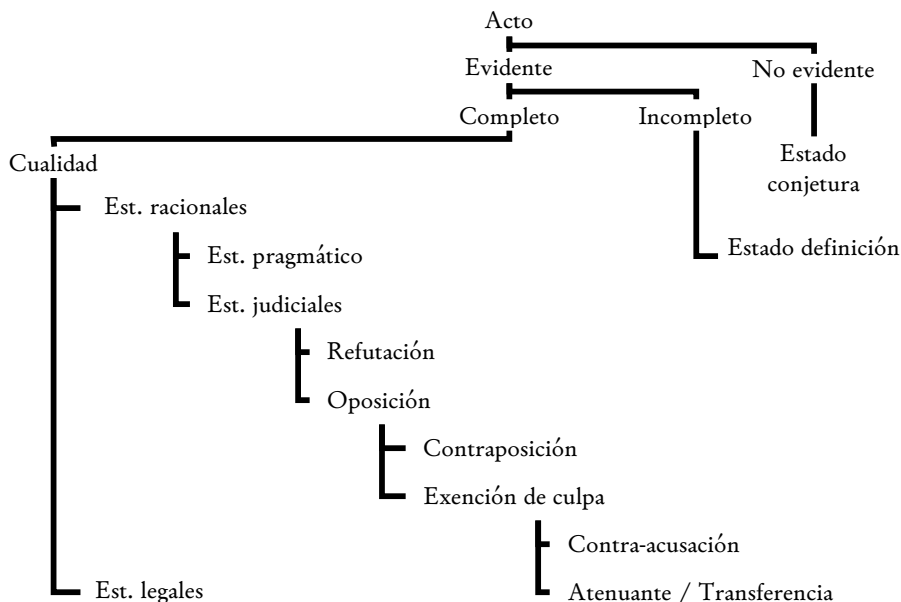 Acto
Evidente
No evidente
Completo
Incompleto
Cualidad
Estado
conjetura
Est. racionales
Estado definición
Est. pragmático
Est. judiciales
Refutación
Oposición
Contraposición
Exención de culpa
Contra-acusación
Est. legales
Atenuante / Transferencia